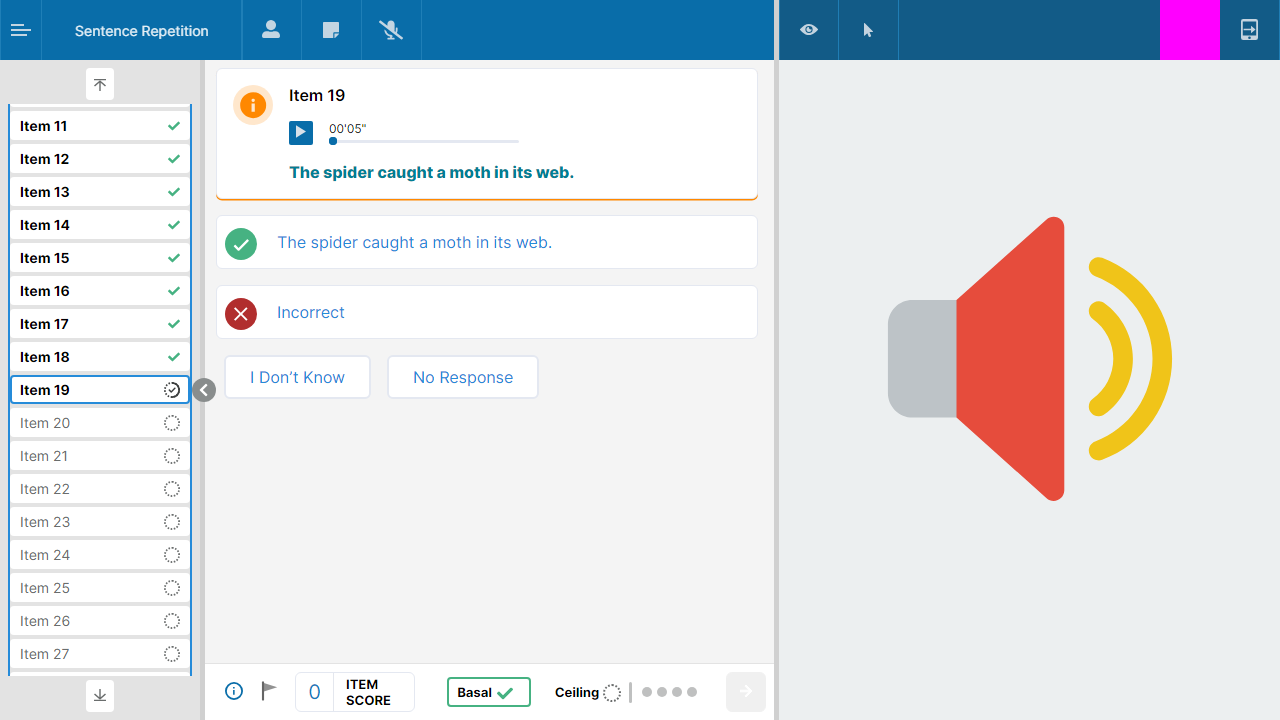 Sentence Repetition
Item 11
Item 12
Item 13
Item 14
Item 15
Item 16
Item 17
Item 18
Item 19
Item 20
Item 21
Item 22
Item 23
Item 24
Item 25
Item 26
Item 27
Item 19
00'05"
The spider caught a moth in its web.
The spider caught a moth in its web.
Incorrect
I Don’t Know
No Response
0
ITEM
SCORE
Basal
Ceiling